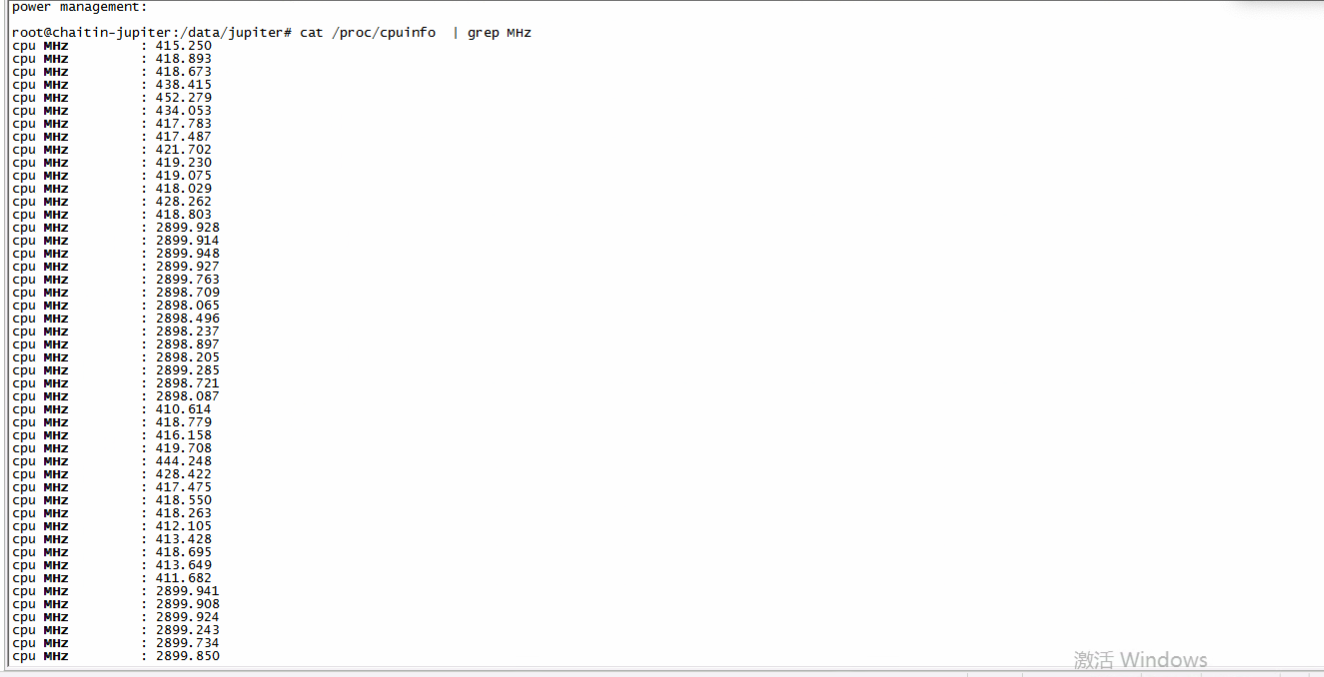 power management:
root@chaitin-jupiter:/data/jupiter# cat /proc/cpuinfo  | grep MHz
cpu MHz         : 415.250
cpu MHz         : 418.893
cpu MHz         : 418.673
cpu MHz         : 438.415
cpu MHz         : 452.279
cpu MHz         : 434.053
cpu MHz         : 417.783
cpu MHz         : 417.487
cpu MHz         : 421.702
cpu MHz         : 419.230
cpu MHz         : 419.075
cpu MHz         : 418.029
cpu MHz         : 428.262
cpu MHz         : 418.803
cpu MHz         : 2899.928
cpu MHz         : 2899.914
cpu MHz         : 2899.948
cpu MHz         : 2899.927
cpu MHz         : 2899.763
cpu MHz         : 2898.709
cpu MHz         : 2898.065
cpu MHz         : 2898.496
cpu MHz         : 2898.237
cpu MHz         : 2898.897
cpu MHz         : 2898.205
cpu MHz         : 2899.285
cpu MHz         : 2898.721
cpu MHz         : 2898.087
cpu MHz         : 410.614
cpu MHz         : 418.779
cpu MHz         : 416.158
cpu MHz         : 419.708
cpu MHz         : 444.248
cpu MHz         : 428.422
cpu MHz         : 417.475
cpu MHz         : 418.550
cpu MHz         : 418.263
cpu MHz         : 412.105
cpu MHz         : 413.428
cpu MHz         : 418.695
cpu MHz         : 413.649
cpu MHz         : 411.682
cpu MHz         : 2899.941
cpu MHz         : 2899.908
cpu MHz         : 2899.924
cpu MHz         : 2899.243
cpu MHz         : 2899.734
cpu MHz         : 2899.850
激活 Windows